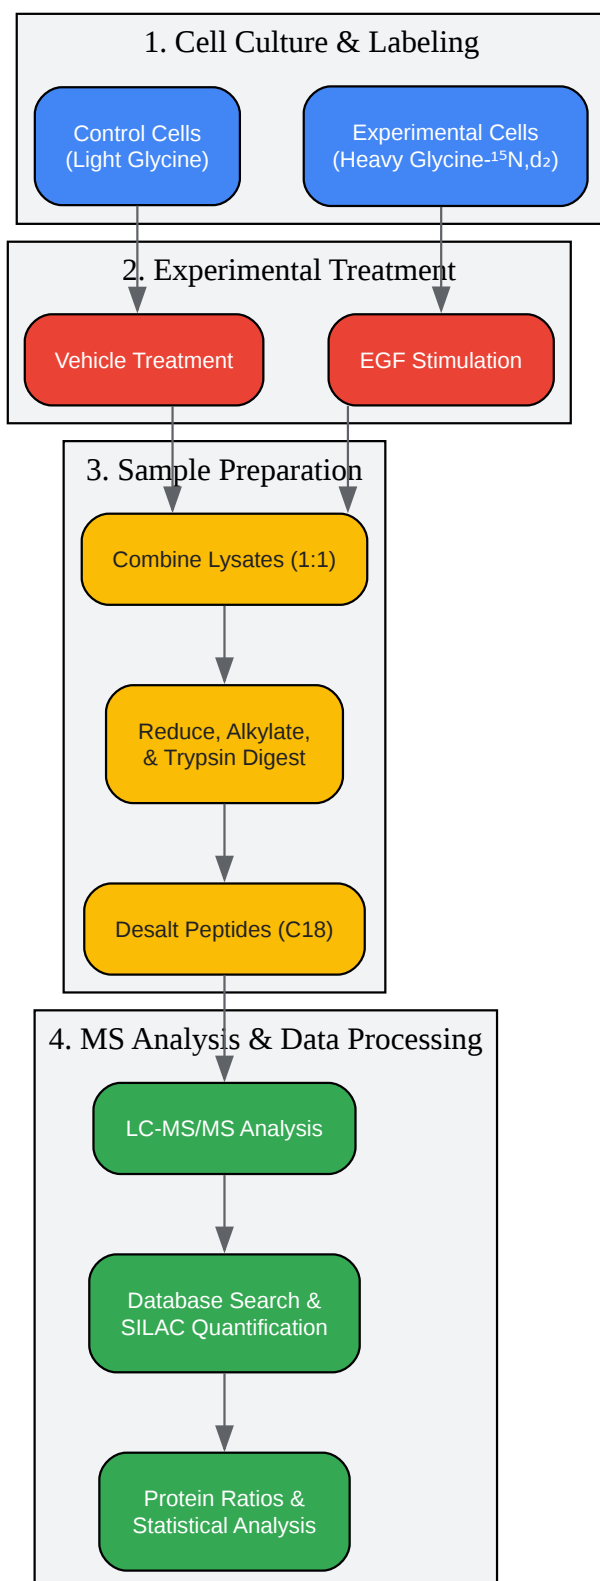 1. Cell Culture & Labeling
Control Cells
(Light Glycine)
Experimental Cells
(Heavy Glycine-¹⁵N,d₂)
2. Experimental Treatment
Vehicle Treatment
EGF Stimulation
3. Sample Preparation
Combine Lysates (1:1)
Reduce, Alkylate,
& Trypsin Digest
Desalt Peptides (C18)
4. MS Analysis & Data Processing
LC-MS/MS Analysis
Database Search &
SILAC Quantification
Protein Ratios &
Statistical Analysis